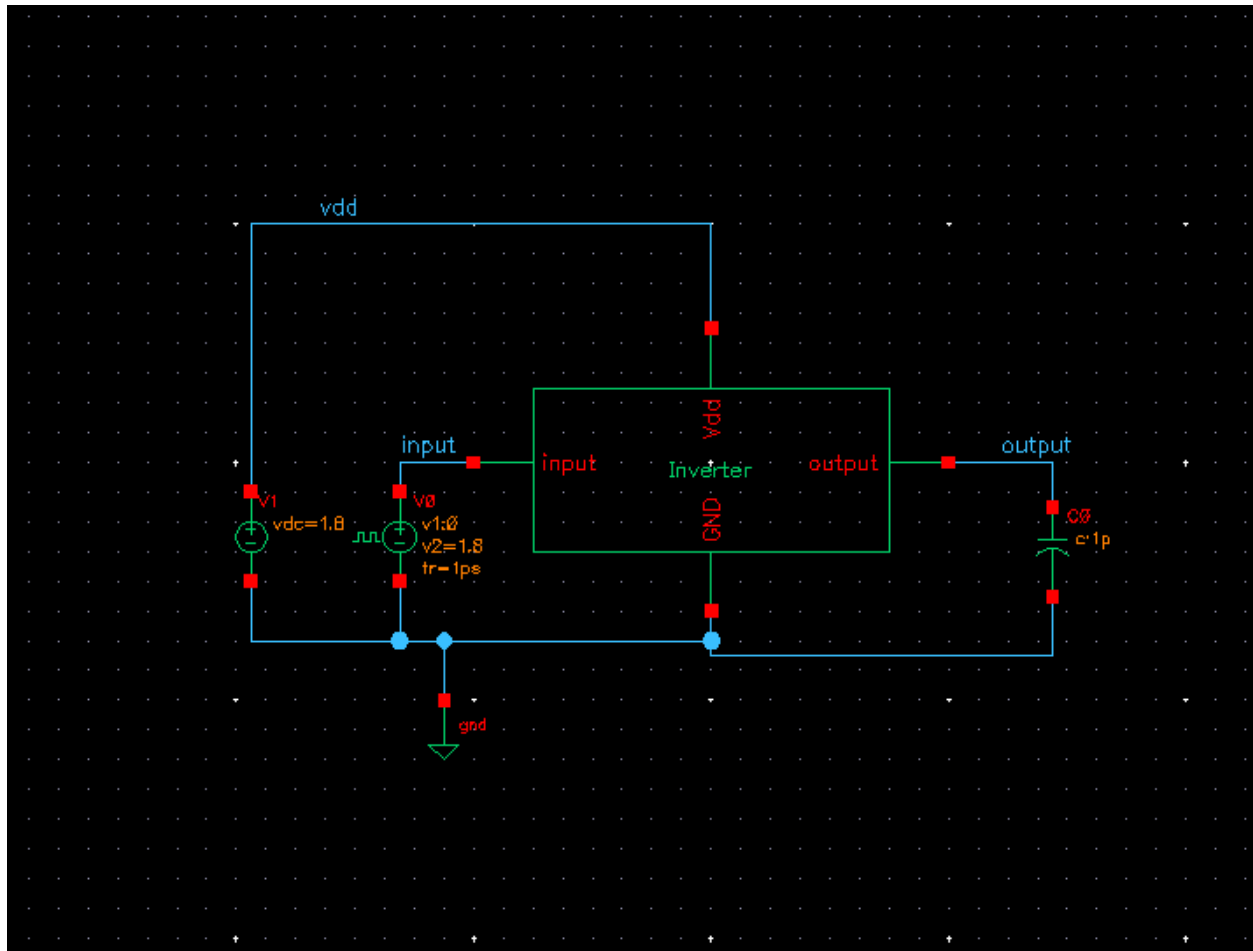 vdd
input
output
Vdd
input
Inverter
output
GND
V1
vdc=1.8
V0
v1:0
v2=1.8
tr=1ps
C0
c:1p
gnd